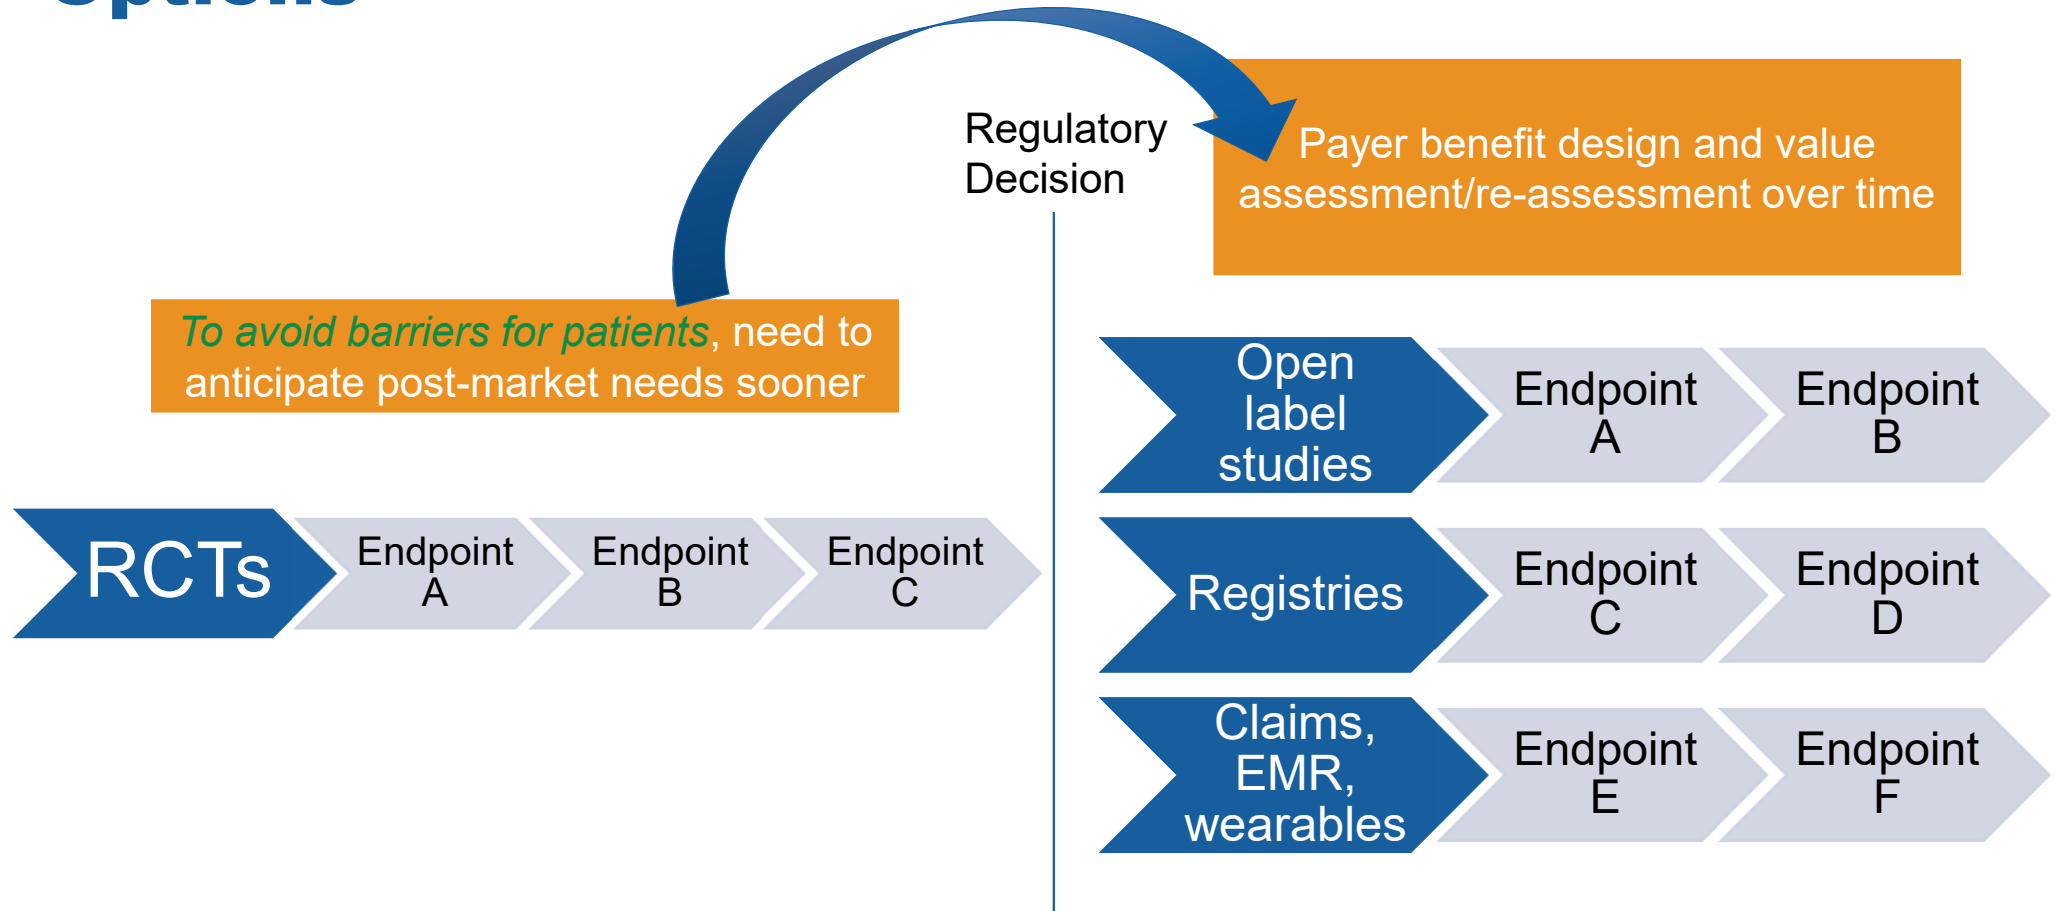 Options
Regulatory
Decision
Payer benefit design and value
assessment/re-assessment over time
To avoid barriers for patients, need to
anticipate post-market needs sooner
RCTs
Endpoint
A
Endpoint
B
Endpoint
C
Open
label
studies
Endpoint
A
Endpoint
B
Registries
Endpoint
C
Endpoint
D
Claims,
EMR,
wearables
Endpoint
E
Endpoint
F